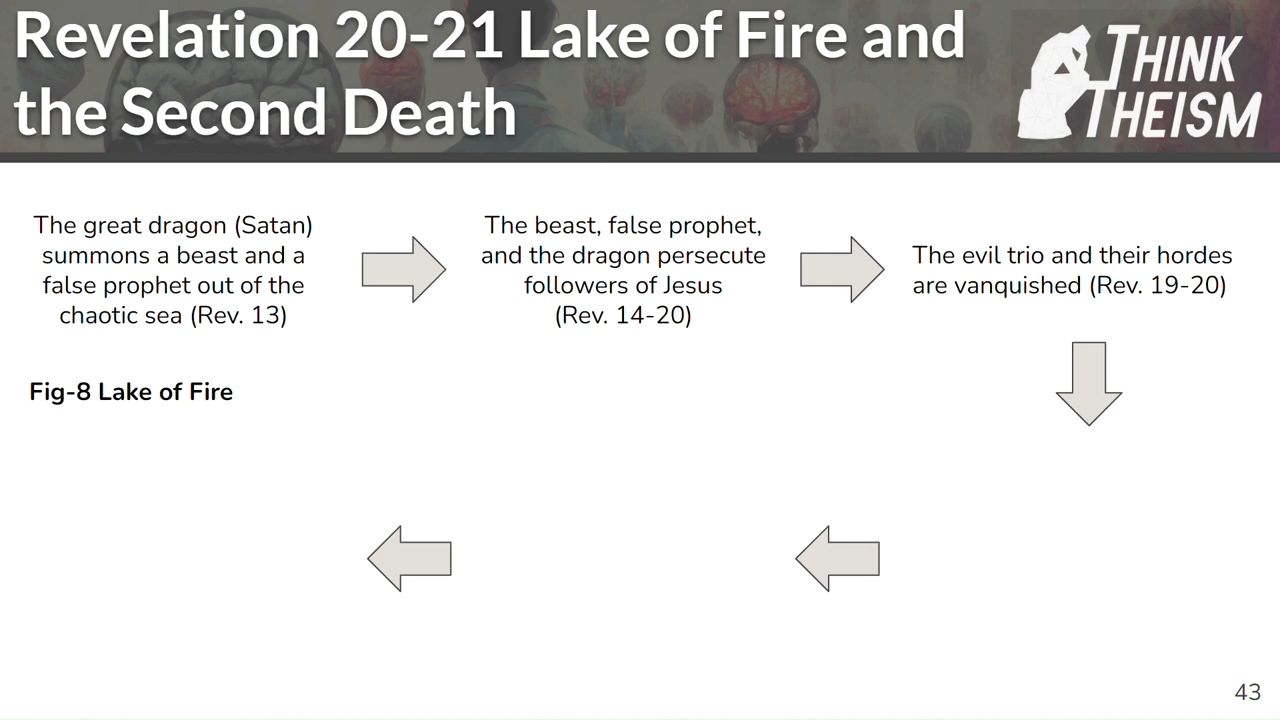 Revelation 20-21 Lake of Fire and
the Second Death
THINK
THEISM
The great dragon (Satan)
summons a beast and a
false prophet out of the
chaotic sea (Rev. 13)
The beast, false prophet,
and the dragon persecute
followers of Jesus
(Rev. 14-20)
The evil trio and their hordes
are vanquished (Rev. 19-20)
Fig-8 Lake of Fire
43